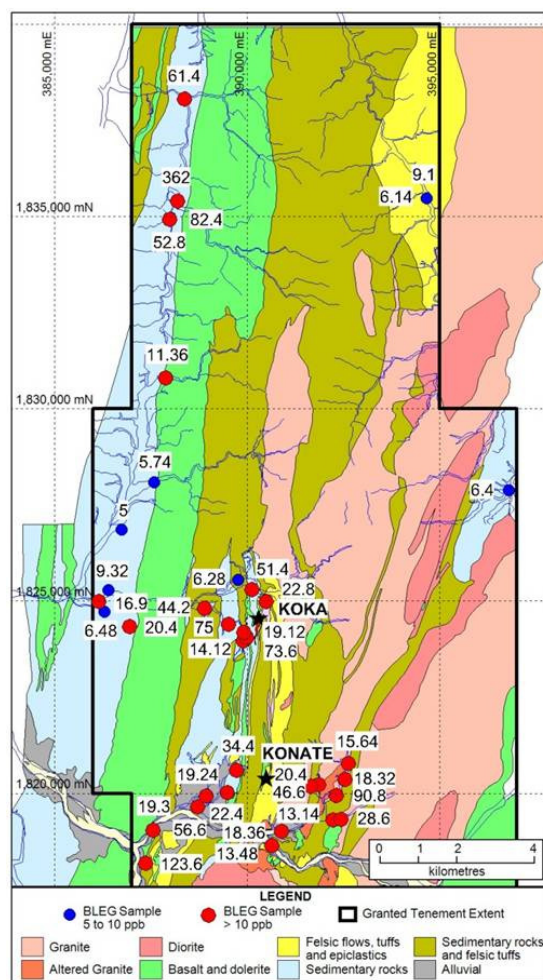 385,000 mE
390,000 mE
395,000 mE
61.4
9.1
362
6.14
1,835,000 mN
82.4
52.8
11.36
1,830,000 mN
5.74
6.4
5
9.32
6.28
51.4
1,825,000 mN
16.9
44.2
22.8
KOKA
6.48
20.4
75
19.12
14.12
73.6
34.4
KONATE
15.64
19.24
20.4
18.32
1,820,000 mN
46.6
90.8
19.3
22.4
13.14
56.6
18.36
28.6
123.6
13.48
0 2 4
kilometres
LEGEND
BLEG Sample
5 to 10 ppb
BLEG Sample
> 10 ppb
Granted Tenement Extent
Granite
Diorite
Felsic flows, tuffs
and epiclastics
Sedimentary rocks
and felsic tuffs
Altered Granite
Basalt and dolerite
Sedimentary rocks
Alluvial